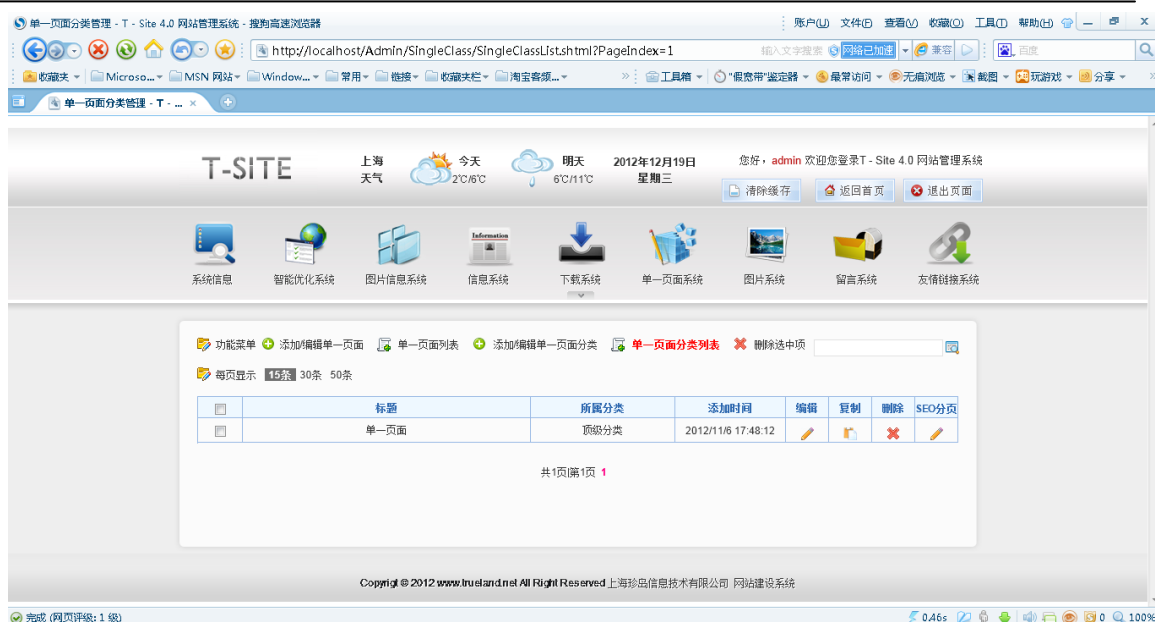 单一页面分类管理 - T - Site 4.0 网站管理系统 - 搜狗高速浏览器
账户(U) 文件(F) 查看(V) 收藏(O) 工具(T) 帮助(H)
http://localhost/Admin/SingleClass/SingleClassList.shtml?PageIndex=1
输入文字搜索 网络已加速 兼容 百度
收藏夹 Microso... MSN 网站 Window... 常用 链接 收藏夹栏 淘宝客频... » 工具箱 "假宽带"鉴定器 最常访问 无痕浏览 截图 玩游戏 分享 »
单一页面分类管理 - T - ... ×
T-SITE
上海
天气
今天
2℃/6℃
明天
6℃/11℃
2012年12月19日
星期三
您好,admin 欢迎您登录T - Site 4.0 网站管理系统
清除缓存 返回首页 退出页面
系统信息 智能优化系统 图片信息系统 信息系统 下载系统 单一页面系统 图片系统 留言系统 友情链接系统
Information
功能菜单 添加/编辑单一页面 单一页面列表 添加/编辑单一页面分类 单一页面分类列表 删除选中项
每页显示 15条 30条 50条
标题 所属分类 添加时间 编辑 复制 删除 SEO分页
单一页面 顶级分类 2012/11/6 17:48:12
共1页|第1页 1
Copyrigt © 2012 www.trueland.net All Right Reserved 上海珍岛信息技术有限公司 网站建设系统
完成 (网页评级: 1 级)
0.46s 0 100%